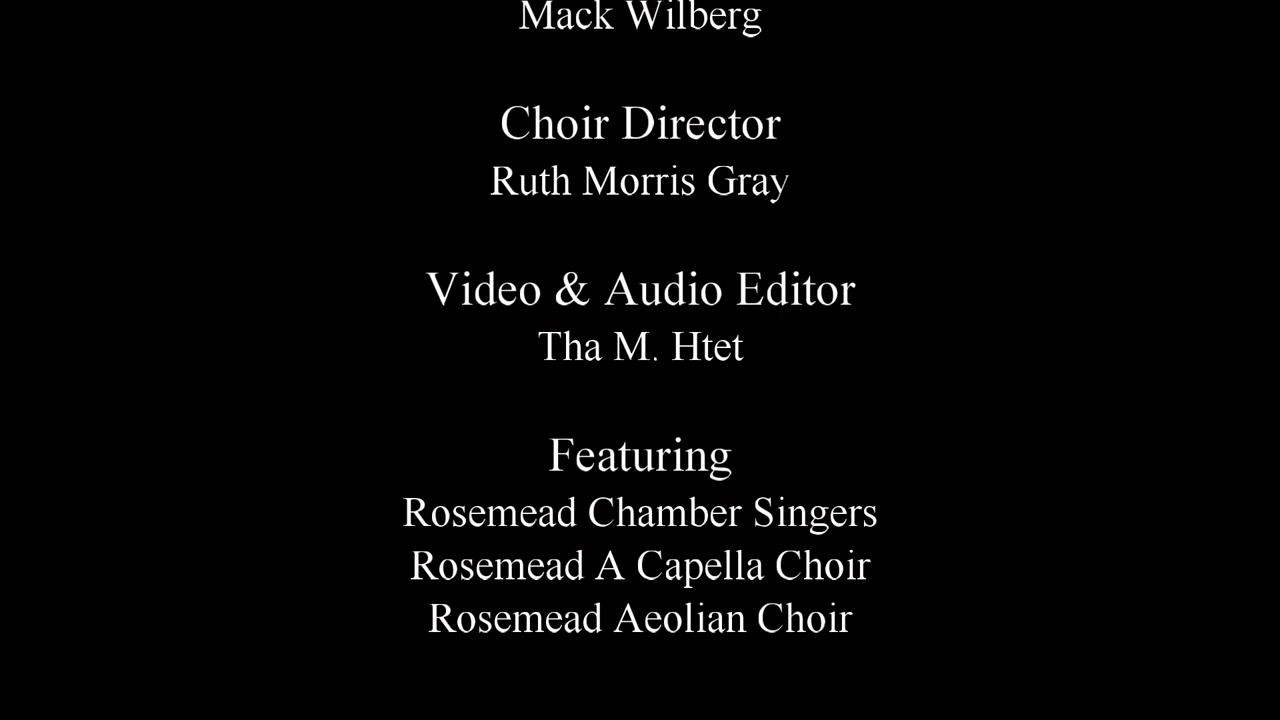 Mack Wilberg
Choir Director
Ruth Morris Gray
Video & Audio Editor
Tha M. Htet
Featuring
Rosemead Chamber Singers
Rosemead A Capella Choir
Rosemead Aeolian Choir